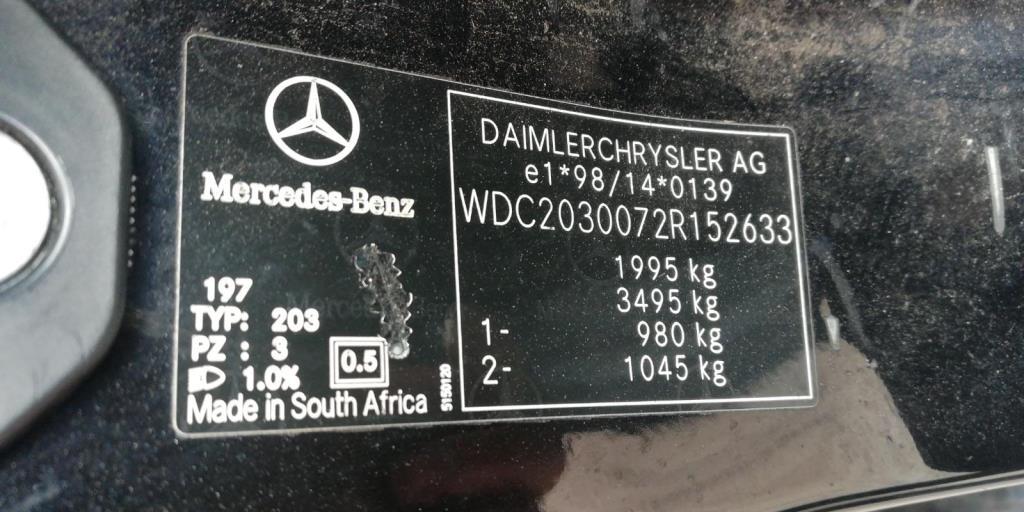 Mercedes-Benz
197
TYP: 203
PZ : 3
1.0%
0.5
Made in South Africa
5150120
DAIMLERCHRYSLER AG
e1*98/14*0139
WDC2030072R152633
1995 kg
3495 kg
1- 980 kg
2- 1045 kg